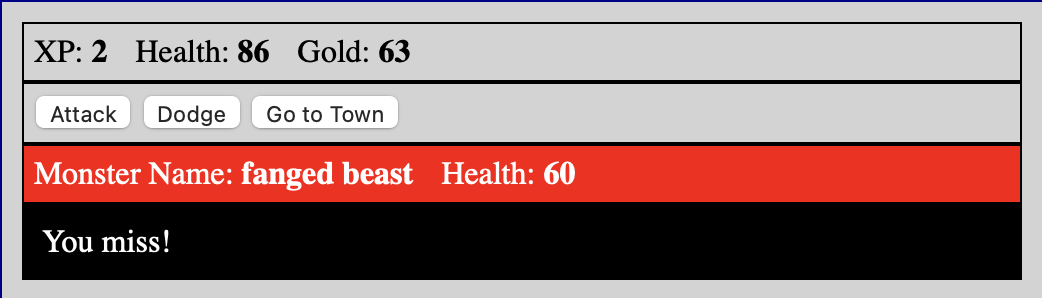 XP: 2 Health: 86 Gold: 63
Attack Dodge Go to Town
Monster Name: fanged beast Health: 60
You miss!